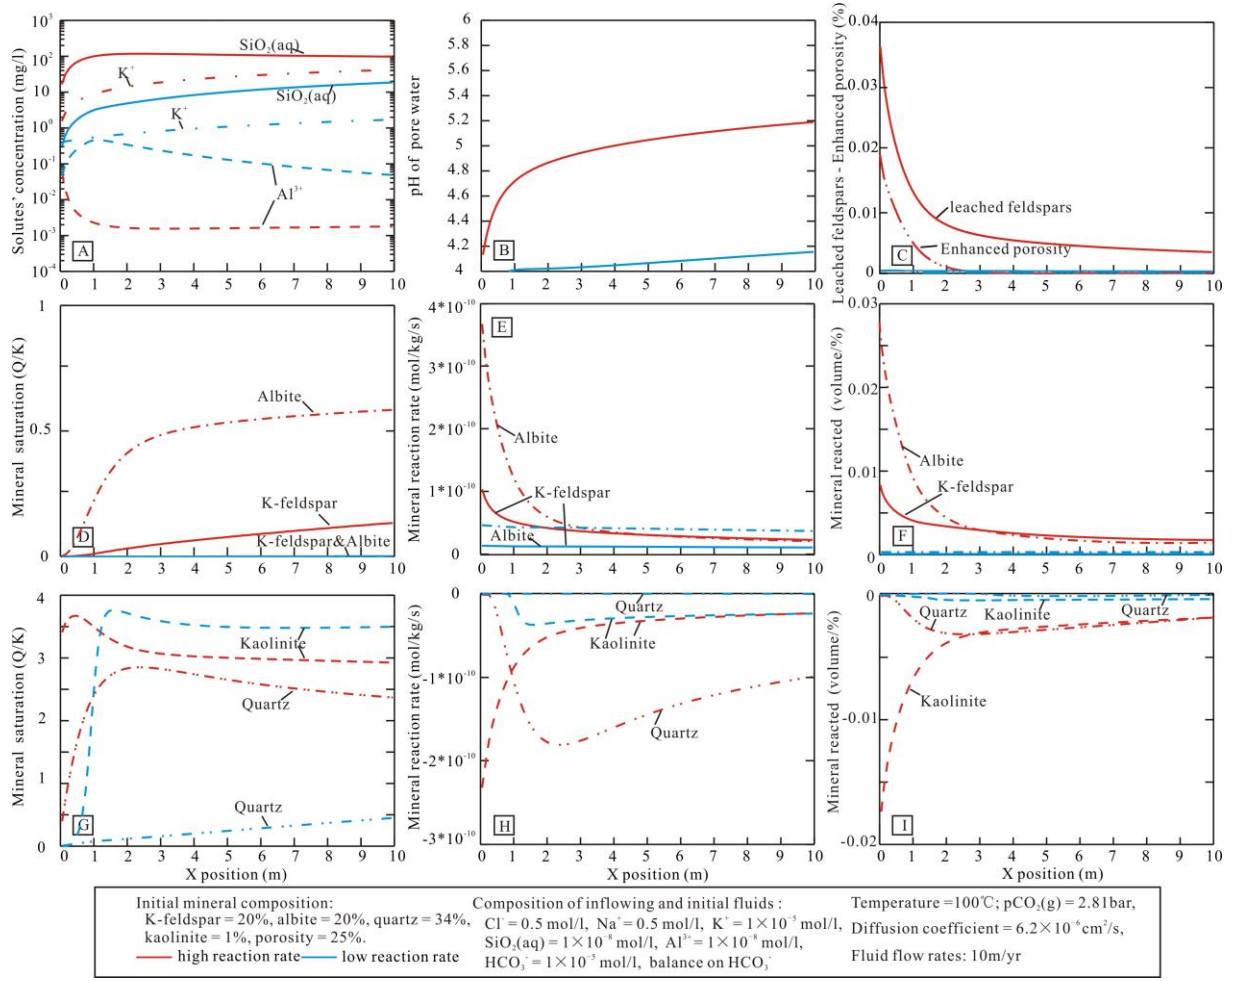 Solutes' concentration (mg/l)
10³
10²
10
10⁰
10⁻¹
10⁻²
10⁻³
10⁻⁴
SiO₂(aq)
K⁺
SiO₂(aq)
K⁺
Al³⁺
A
0 1 2 3 4 5 6 7 8 9 10
pH of pore water
6
5.8
5.6
5.4
5.2
5
4.8
4.6
4.4
4.2
4
B
0 1 2 3 4 5 6 7 8 9 10
Leached feldspars - Enhanced porosity (%)
0.04
0.03
0.02
0.01
0
leached feldspars
Enhanced porosity
C
0 1 2 3 4 5 6 7 8 9 10
Mineral saturation (Q/K)
1
0.5
0
Albite
K-feldspar
K-feldspar&Albite
D
0 1 2 3 4 5 6 7 8 9 10
Mineral reaction rate (mol/kg/s)
4*10⁻¹⁰
3*10⁻¹⁰
2*10⁻¹⁰
1*10⁻¹⁰
0
E
Albite
K-feldspar
Albite
0 1 2 3 4 5 6 7 8 9 10
Mineral reacted (volume/%)
0.03
0.02
0.03
0.01
0
Albite
K-feldspar
F
0 1 2 3 4 5 6 7 8 9 10
Mineral saturation (Q/K)
4
3
2
1
0
Kaolinite
Quartz
Quartz
G
0 1 2 3 4 5 6 7 8 9 10
X position (m)
Mineral reaction rate (mol/kg/s)
0
-1*10⁻¹⁰
-2*10⁻¹⁰
-3*10⁻¹⁰
Quartz
Kaolinite
Quartz
H
0 1 2 3 4 5 6 7 8 9 10
X position (m)
Mineral reacted (volume/%)
0
-0.01
-0.02
Quartz
Kaolinite
Quartz
Kaolinite
I
0 1 2 3 4 5 6 7 8 9 10
X position (m)
Initial mineral composition:
K-feldspar = 20%, albite = 20%, quartz = 34%,
kaolinite = 1%, porosity = 25%.
high reaction rate
low reaction rate
Composition of inflowing and initial fluids :
Cl⁻ = 0.5 mol/l, Na⁺ = 0.5 mol/l, K⁺ = 1×10⁻⁵ mol/l,
SiO₂(aq) = 1×10⁻⁸ mol/l, Al³⁺ = 1×10⁻⁸ mol/l,
HCO₃⁻ = 1×10⁻⁵ mol/l, balance on HCO₃⁻
Temperature =100℃; pCO₂(g) = 2.81bar,
Diffusion coefficient = 6.2×10⁻⁶ cm²/s,
Fluid flow rates: 10m/yr